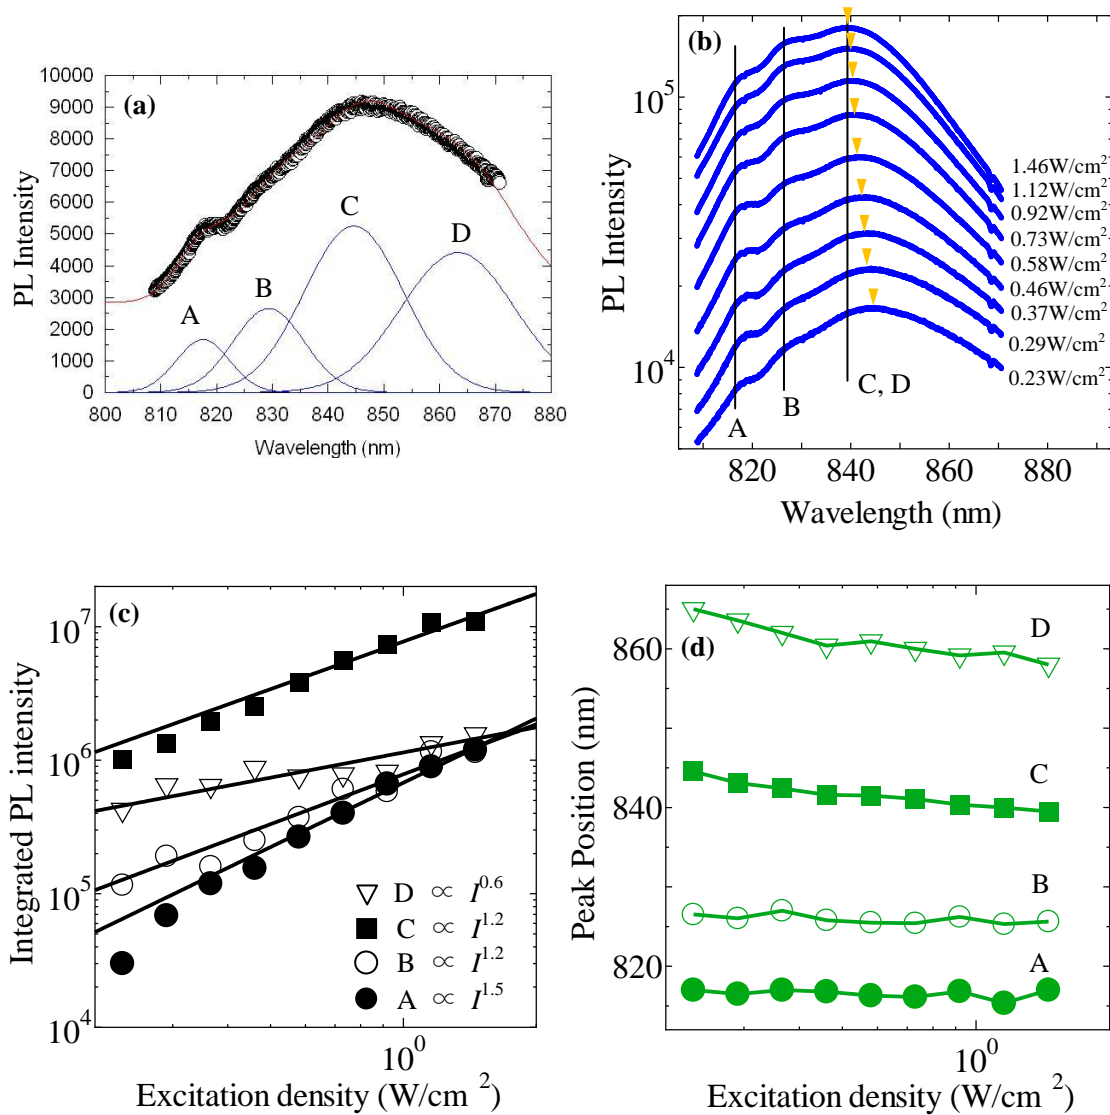 (a)
PL Intensity
10000
9000
8000
7000
6000
5000
4000
3000
2000
1000
0
A
B
C
D
800 810 820 830 840 850 860 870 880
Wavelength (nm)
(b)
PL Intensity
10^5
10^4
1.46W/cm^2
1.12W/cm^2
0.92W/cm^2
0.73W/cm^2
0.58W/cm^2
0.46W/cm^2
0.37W/cm^2
0.29W/cm^2
0.23W/cm^2
A
B
C, D
820 840 860 880
Wavelength (nm)
(c)
Integrated PL intensity
10^7
10^6
10^5
10^4
D ∝ I^0.6
C ∝ I^1.2
B ∝ I^1.2
A ∝ I^1.5
10^0
Excitation density (W/cm^2)
(d)
Peak Position (nm)
860
840
820
D
C
B
A
10^0
Excitation density (W/cm^2)